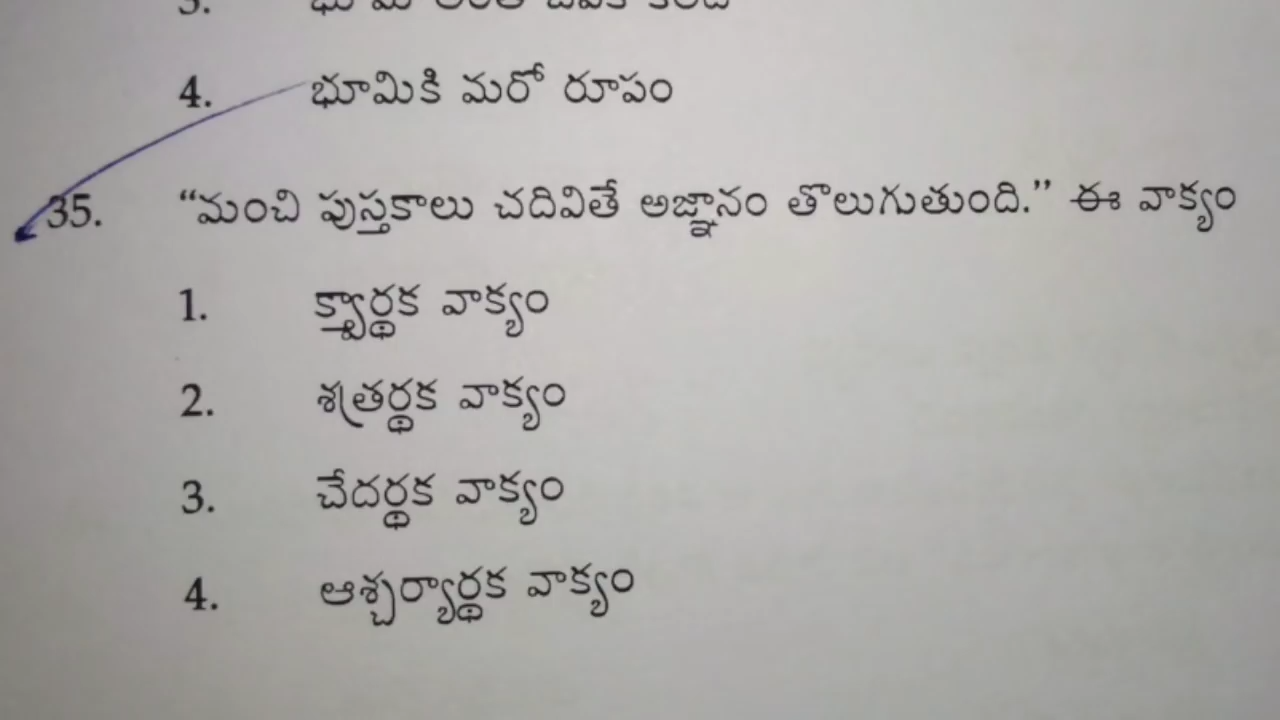 4. భూమికి మరో రూపం
35. “మంచి పుస్తకాలు చదివితే అజ్ఞానం తొలుగుతుంది.” ఈ వాక్యం
1. క్త్వార్థక వాక్యం
2. శత్రర్థక వాక్యం
3. చేదర్థక వాక్యం
4. ఆశ్చర్యార్థక వాక్యం